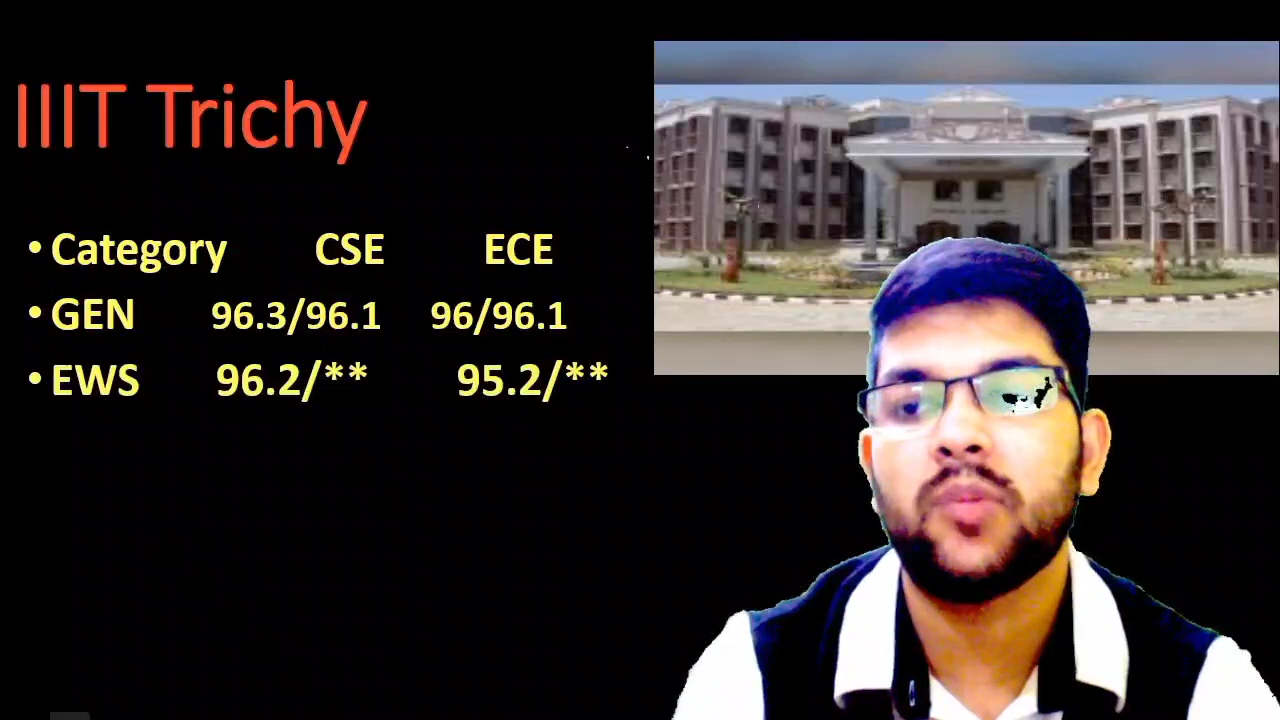 IIIT Trichy
• Category CSE ECE
• GEN 96.3/96.1 96/96.1
• EWS 96.2/** 95.2/**